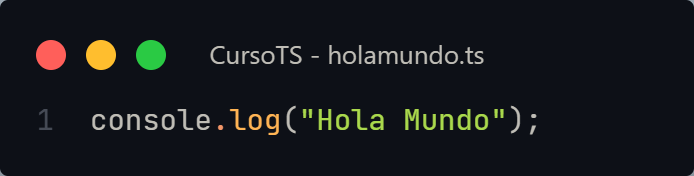 CursoTS - holamundo.ts
1 console.log("Hola Mundo");